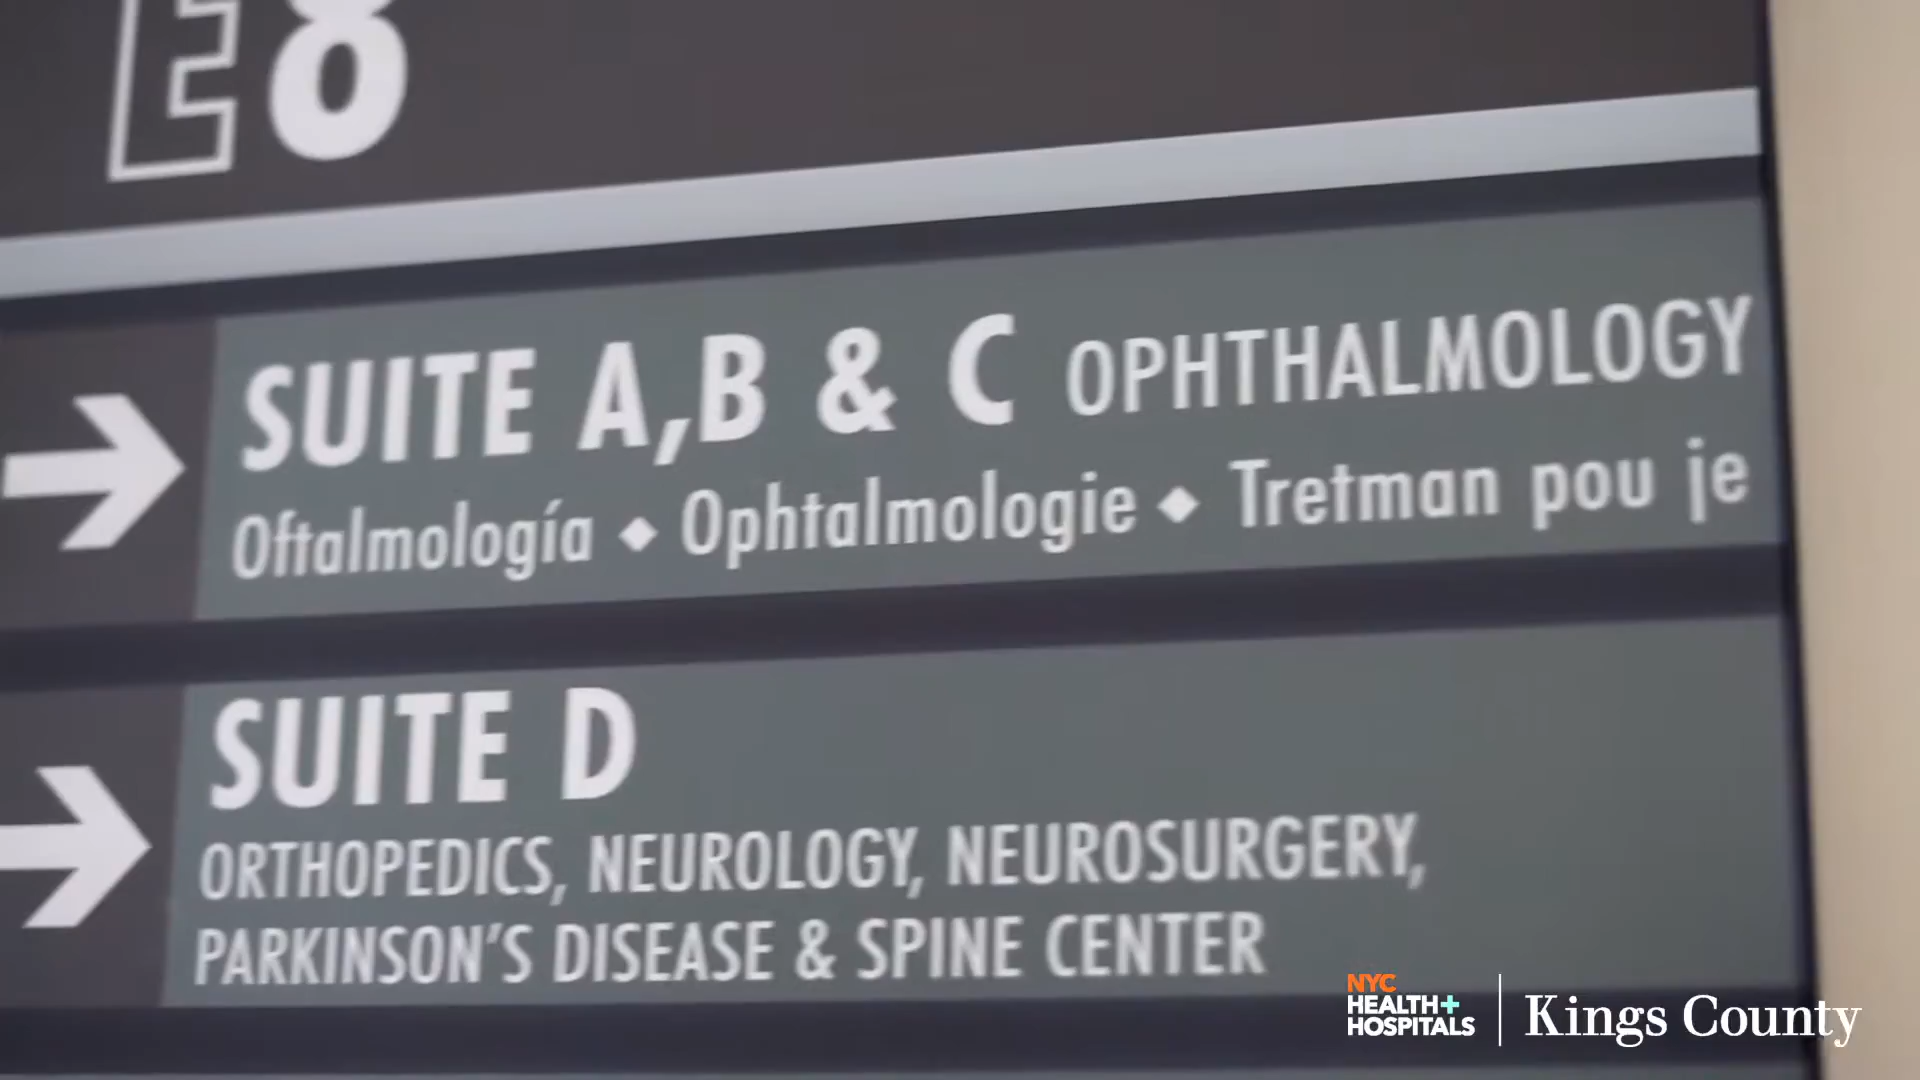 E8
SUITE A,B & C OPHTHALMOLOGY
Oftalmología ◆ Ophtalmologie ◆ Tretman pou je
SUITE D
ORTHOPEDICS, NEUROLOGY, NEUROSURGERY,
PARKINSON'S DISEASE & SPINE CENTER
NYC
HEALTH+
HOSPITALS
Kings County